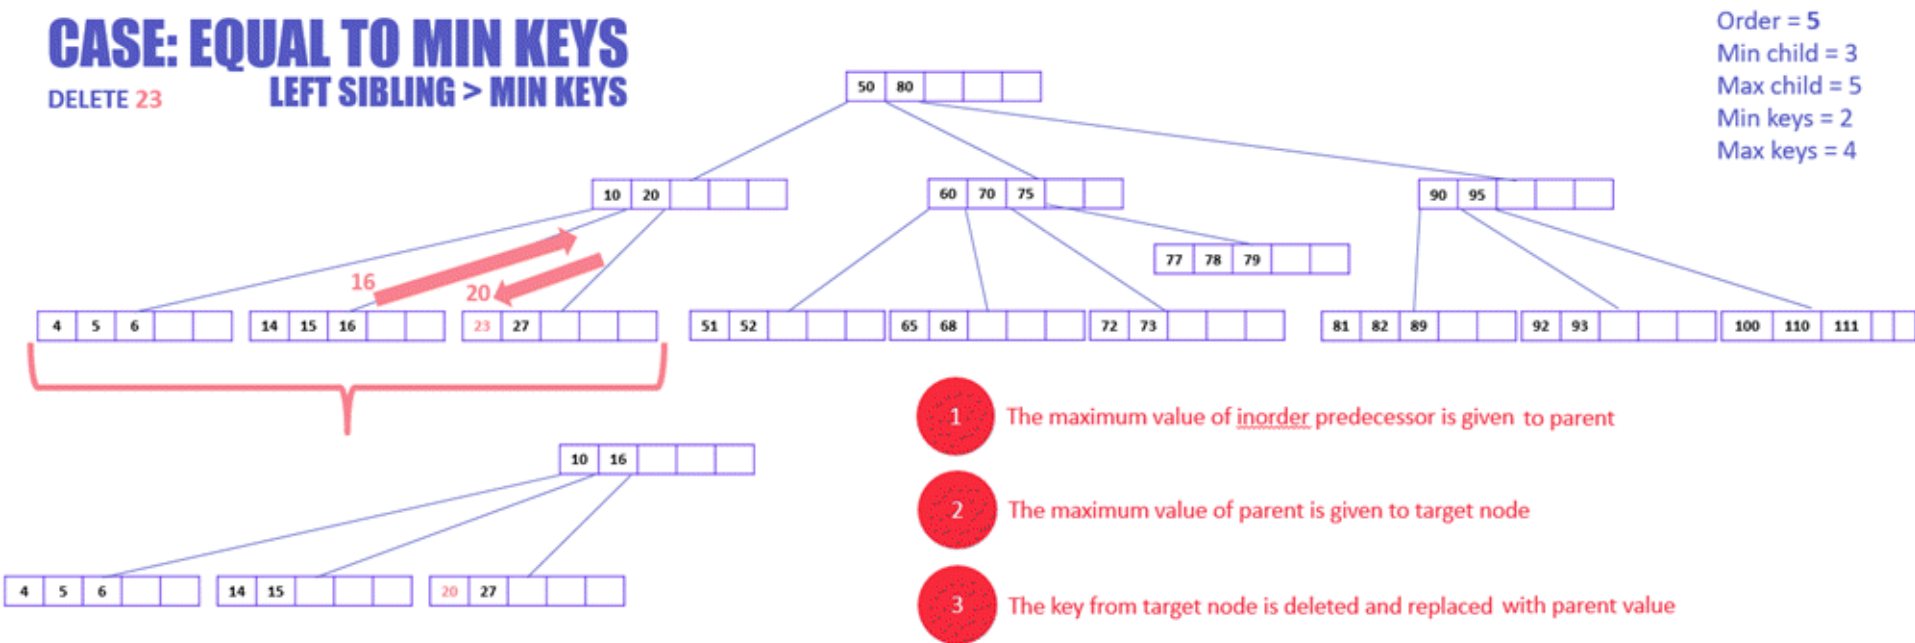 CASE: EQUAL TO MIN KEYS
DELETE 23 LEFT SIBLING > MIN KEYS
Order = 5
Min child = 3
Max child = 5
Min keys = 2
Max keys = 4
50 80
10 20
60 70 75
90 95
77 78 79
16
20
4 5 6
14 15 16
23 27
51 52
65 68
72 73
81 82 89
92 93
100 110 111
10 16
4 5 6
14 15
20 27
1 The maximum value of inorder predecessor is given to parent
2 The maximum value of parent is given to target node
3 The key from target node is deleted and replaced with parent value